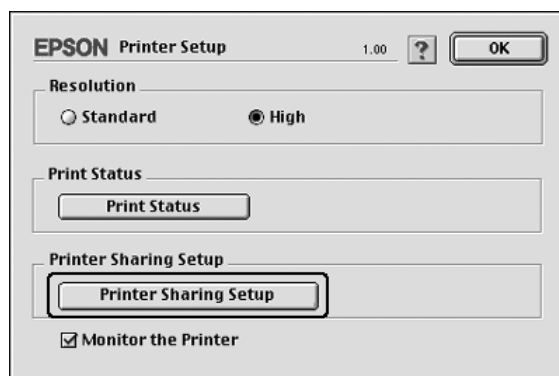 EPSON Printer Setup 1.00 ? OK
Resolution
Standard High
Print Status
Print Status
Printer Sharing Setup
Printer Sharing Setup
Monitor the Printer